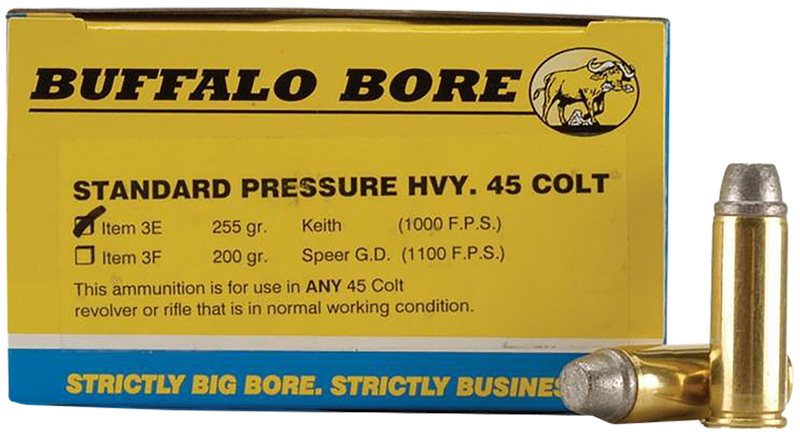 BUFFALO BORE
STANDARD PRESSURE HVY. 45 COLT
Item 3E 255 gr. Keith (1000 F.P.S.)
Item 3F 200 gr. Speer G.D. (1100 F.P.S.)
This ammunition is for use in ANY 45 Colt
revolver or rifle that is in normal working condition.
STRICTLY BIG BORE. STRICTLY BUSINE